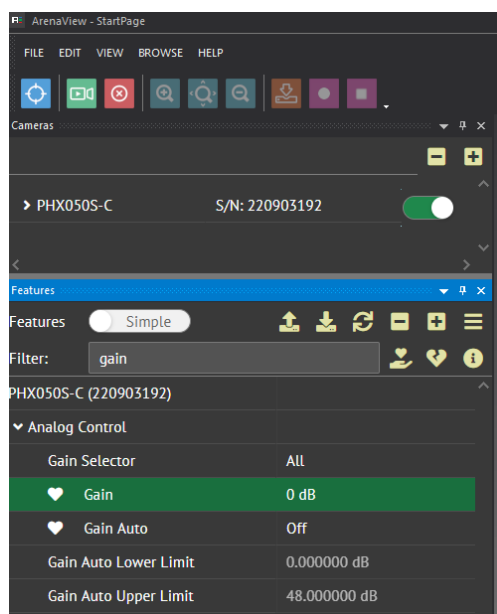 ArenaView - StartPage
FILE EDIT VIEW BROWSE HELP
Cameras
PHX050S-C S/N: 220903192
Features
Features Simple
Filter: gain
PHX050S-C (220903192)
Analog Control
Gain Selector All
Gain 0 dB
Gain Auto Off
Gain Auto Lower Limit 0.000000 dB
Gain Auto Upper Limit 48.000000 dB